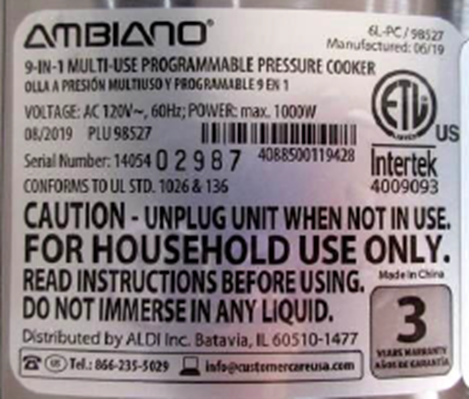 AMBIANO®
6L-PC / 98527
Manufactured: 06/19
9-IN-1 MULTI-USE PROGRAMMABLE PRESSURE COOKER
OLLA A PRESIÓN MULTIUSO Y PROGRAMABLE 9 EN 1
VOLTAGE: AC 120V~, 60Hz; POWER: max. 1000W
08/2019 PLU 98527
Serial Number: 14054 02987
4088500119428
CONFORMS TO UL STD. 1026 & 136
ETL
LISTED
US
Intertek
4009093
CAUTION - UNPLUG UNIT WHEN NOT IN USE.
FOR HOUSEHOLD USE ONLY.
READ INSTRUCTIONS BEFORE USING.
DO NOT IMMERSE IN ANY LIQUID.
Made in China
3
YEARS WARRANTY
AÑOS DE GARANTÍA
Distributed by ALDI Inc. Batavia, IL 60510-1477
US Tel.: 866-235-5029 info@customercareusa.com